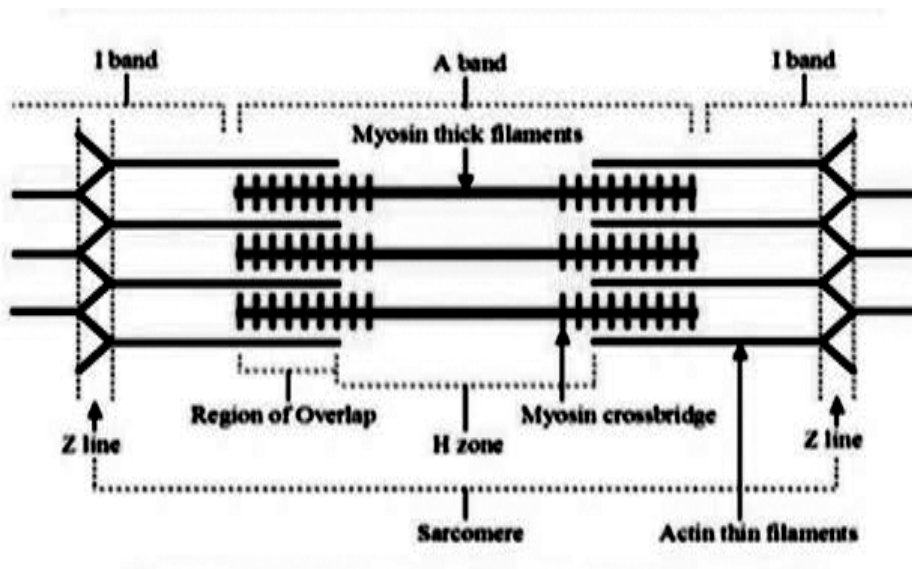 I band
A band
I band
Myosin thick filaments
Region of Overlap
Myosin crossbridge
Z line
H zone
Z line
Sarcomere
Actin thin filaments